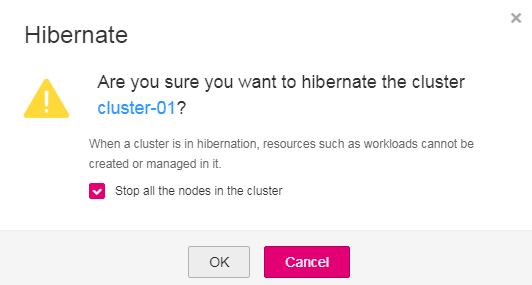 Hibernate
Are you sure you want to hibernate the cluster
cluster-01?
When a cluster is in hibernation, resources such as workloads cannot be
created or managed in it.
Stop all the nodes in the cluster
OK
Cancel